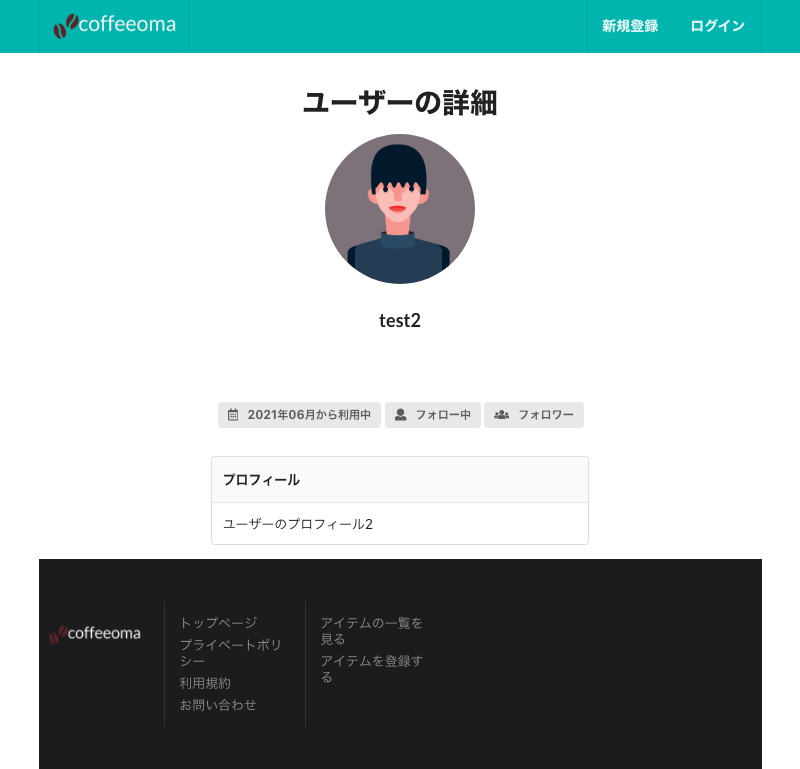 coffeeoma
新規登録
ログイン
ユーザーの詳細
test2
2021年06月から利用中
フォロー中
フォロワー
プロフィール
ユーザーのプロフィール2
coffeeoma
トップページ
プライベートポリ
シー
利用規約
お問い合わせ
アイテムの一覧を
見る
アイテムを登録す
る